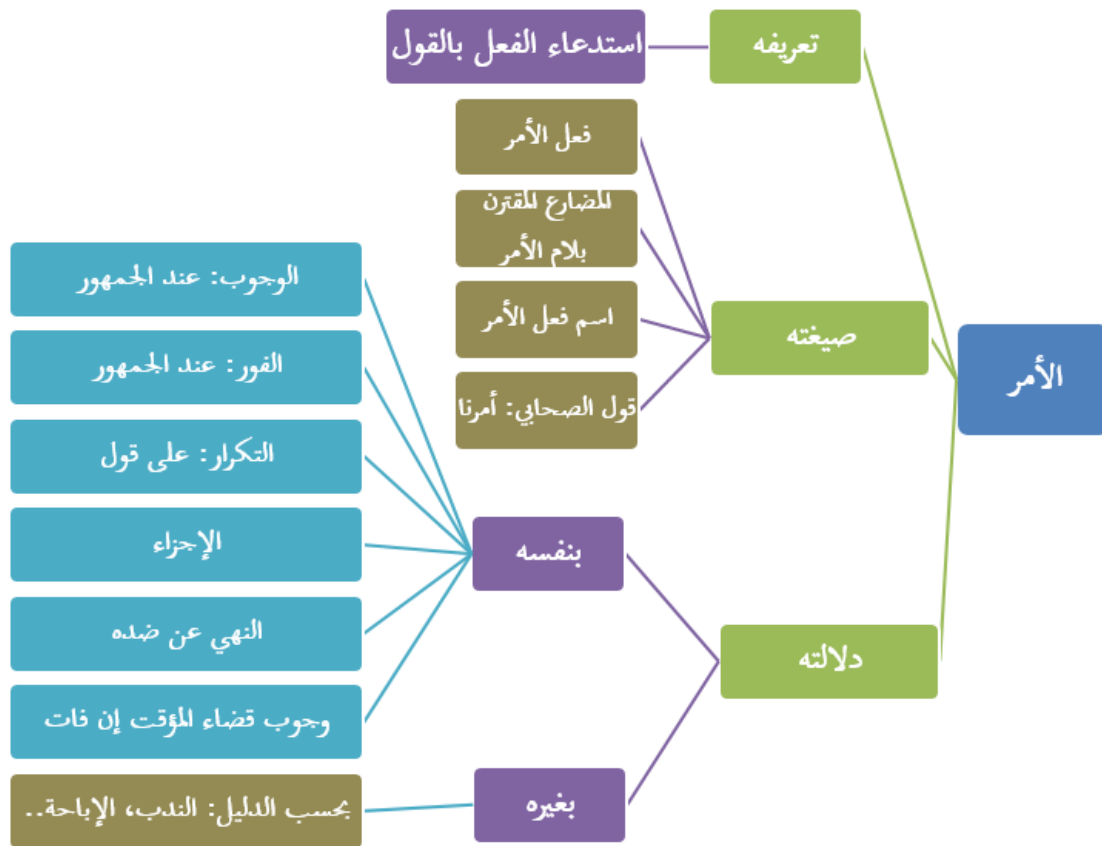 الأمر
تعريفه
استدعاء الفعل بالقول
صيغته
فعل الأمر
المضارع المقترن
بلام الأمر
اسم فعل الأمر
قول الصحابي: أمرنا
دلالته
بنفسه
الوجوب: عند الجمهور
الفور: عند الجمهور
التكرار: على قول
الإجزاء
النهي عن ضده
وجوب قضاء المؤقت إن فات
بغيره
بحسب الدليل: الندب، الإباحة..